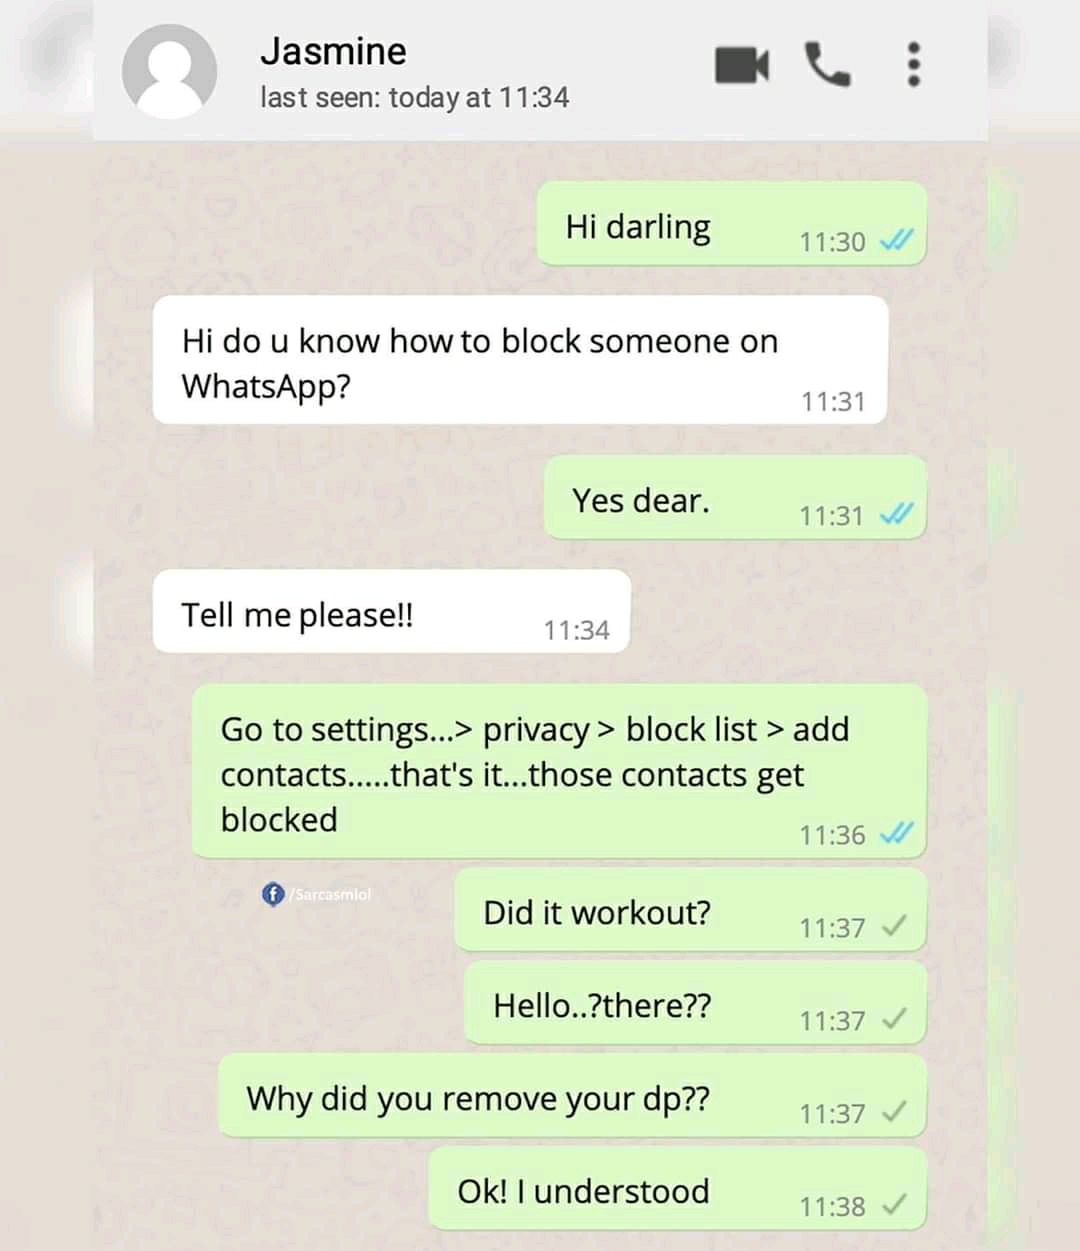 Jasmine
last seen: today at 11:34
Hi darling
11:30
Hi do u know how to block someone on
WhatsApp?
11:31
Yes dear.
11:31
Tell me please!!
11:34
Go to settings...> privacy > block list > add
contacts.....that's it...those contacts get
blocked
11:36
f /Sarcasmlol
Did it workout?
11:37
Hello..?there??
11:37
Why did you remove your dp??
11:37
Ok! I understood
11:38